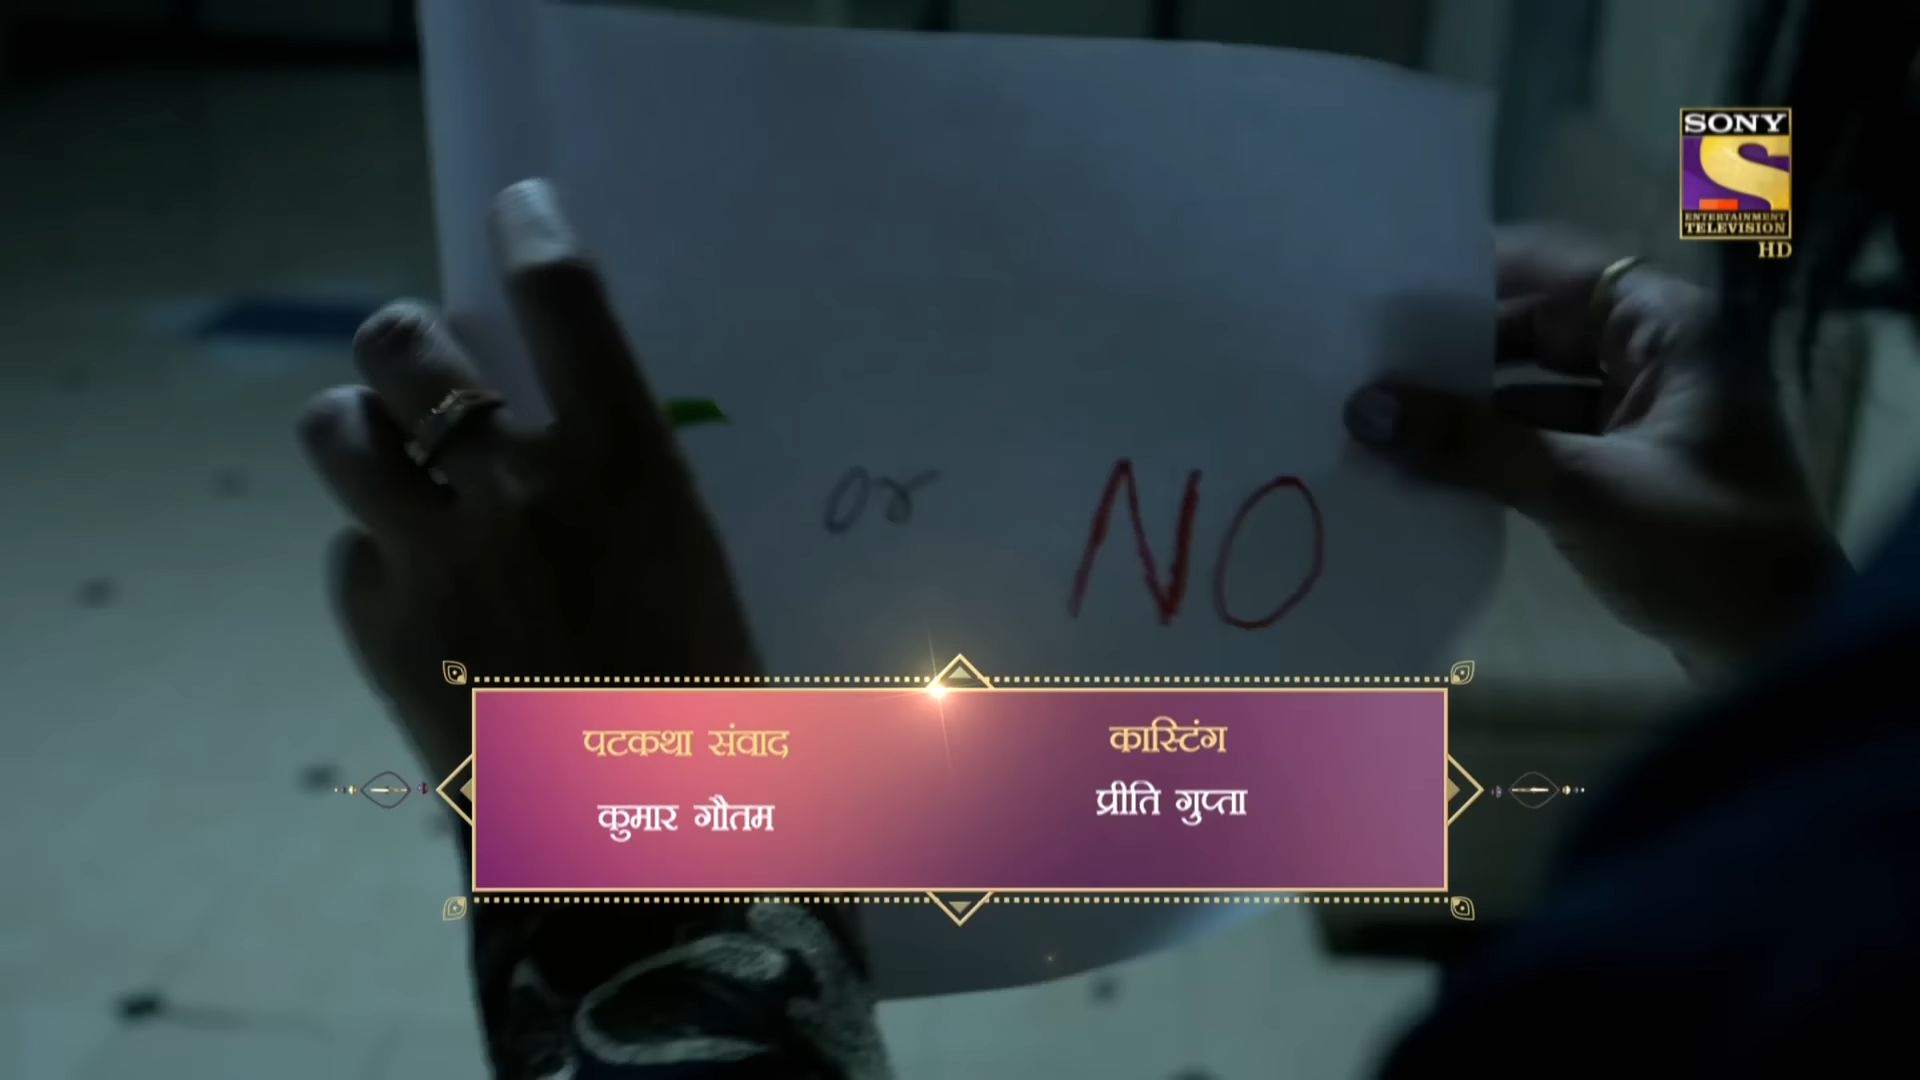 SONY
ENTERTAINMENT
TELEVISION
HD
or NO
पटकथा संवाद
कुमार गौतम
कास्टिंग
प्रीति गुप्ता